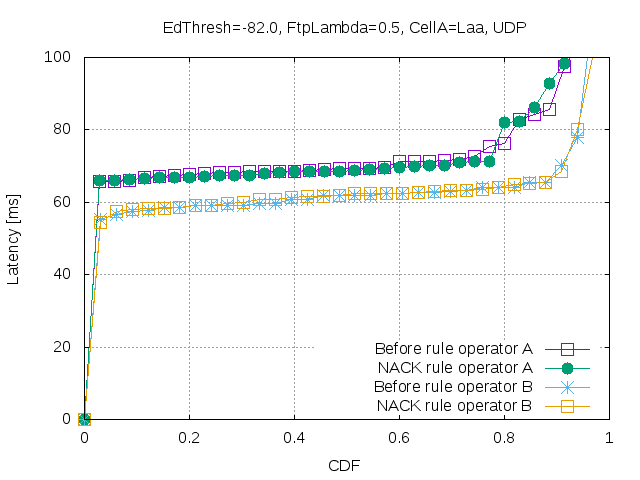 EdThresh=-82.0, FtpLambda=0.5, CellA=Laa, UDP
100
80
60
40
20
0
Latency [ms]
Before rule operator A
NACK rule operator A
Before rule operator B
NACK rule operator B
0 0.2 0.4 0.6 0.8 1
CDF